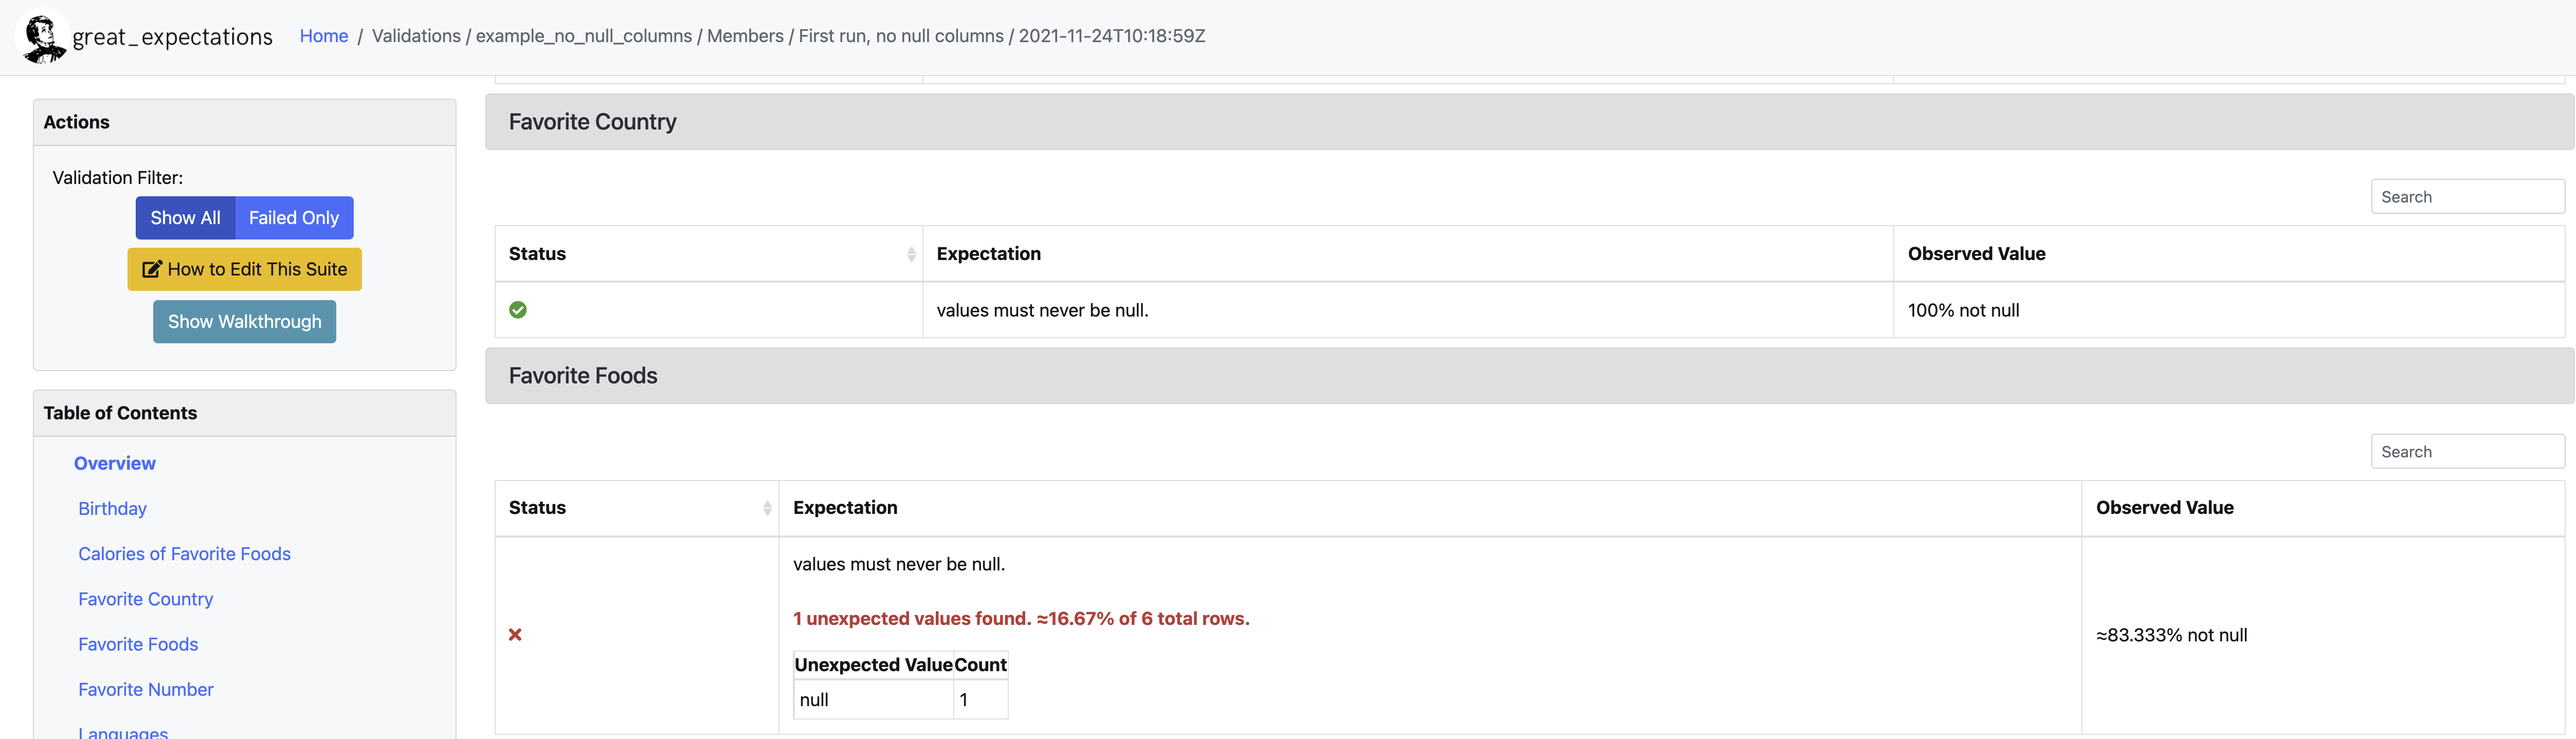 great_expectations
Home / Validations / example_no_null_columns / Members / First run, no null columns / 2021-11-24T10:18:59Z
Actions
Validation Filter:
Show All Failed Only
How to Edit This Suite
Show Walkthrough
Table of Contents
Overview
Birthday
Calories of Favorite Foods
Favorite Country
Favorite Foods
Favorite Number
Languages
Favorite Country
Search
Status Expectation Observed Value
values must never be null. 100% not null
Favorite Foods
Search
Status Expectation Observed Value
values must never be null.
1 unexpected values found. ≈16.67% of 6 total rows.
≈83.333% not null
Unexpected Value Count
null 1